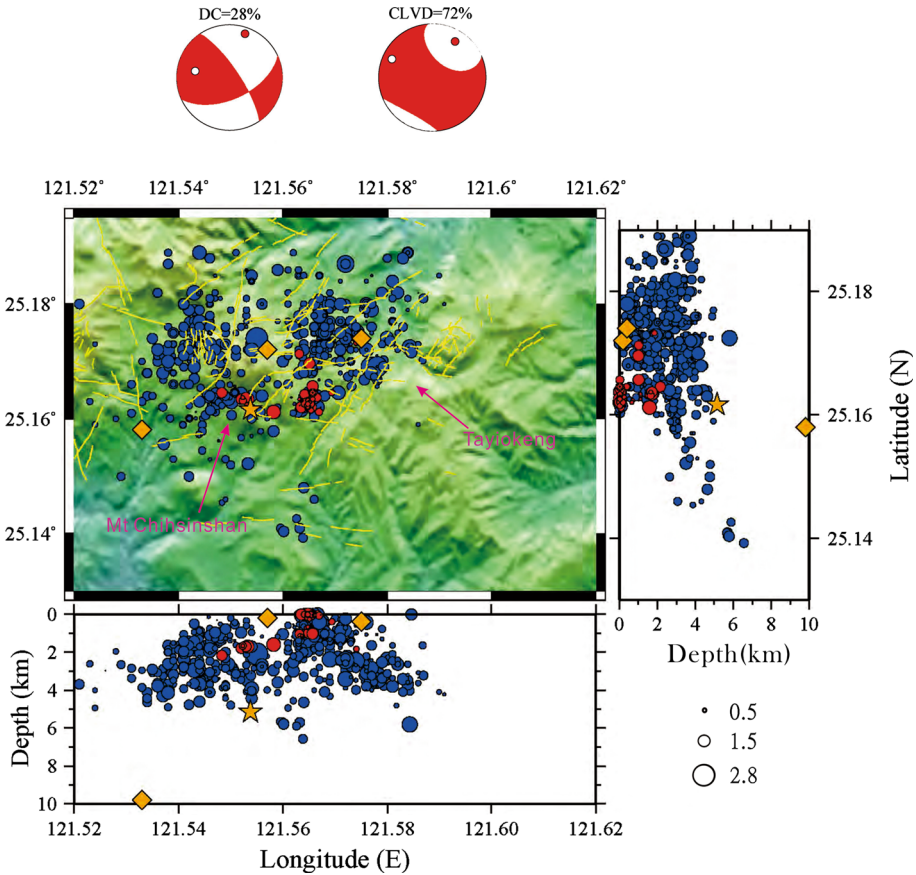 DC=28%
CLVD=72%
121.52° 121.54° 121.56° 121.58° 121.6° 121.62°
25.18°
25.16°
25.14°
Tayiokeng
Mt Chihsinshan
25.18
25.16
25.14
Latitude (N)
0 2 4 6 8 10
Depth(km)
0
2
4
6
8
10
Depth (km)
121.52 121.54 121.56 121.58 121.60 121.62
Longitude (E)
0.5
1.5
2.8